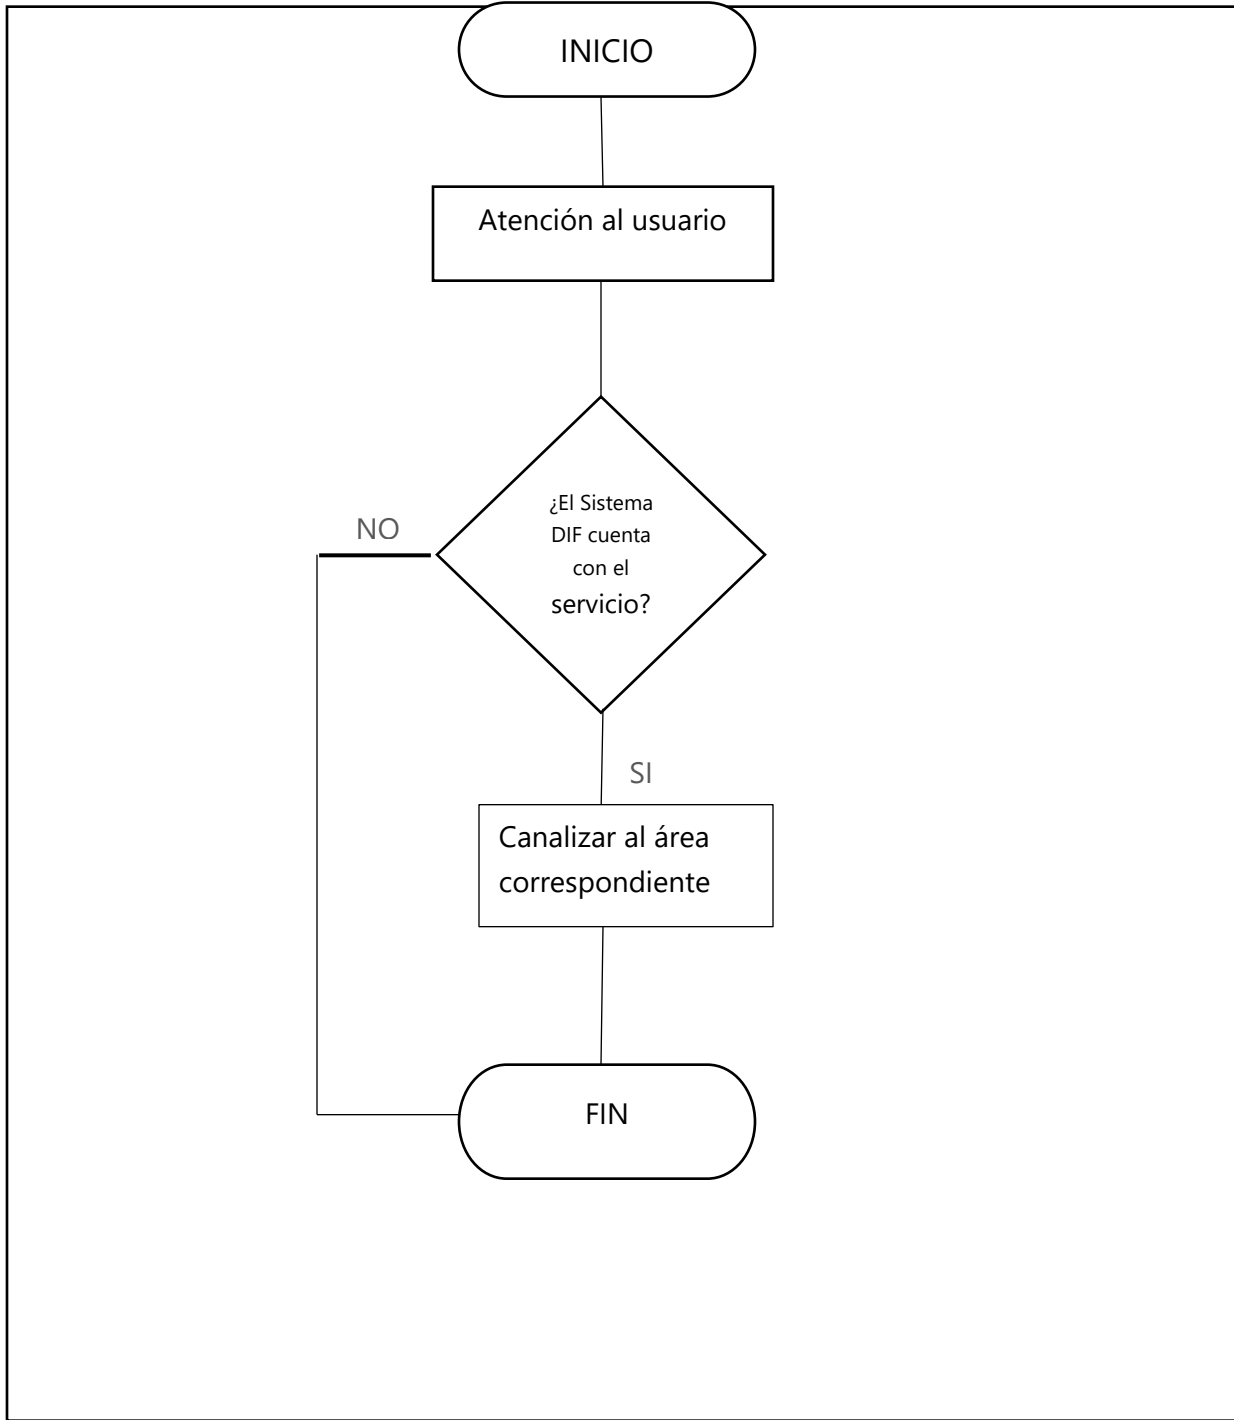 INICIO
Atención al usuario
¿El Sistema
DIF cuenta
con el
servicio?
NO
SI
Canalizar al área
correspondiente
FIN